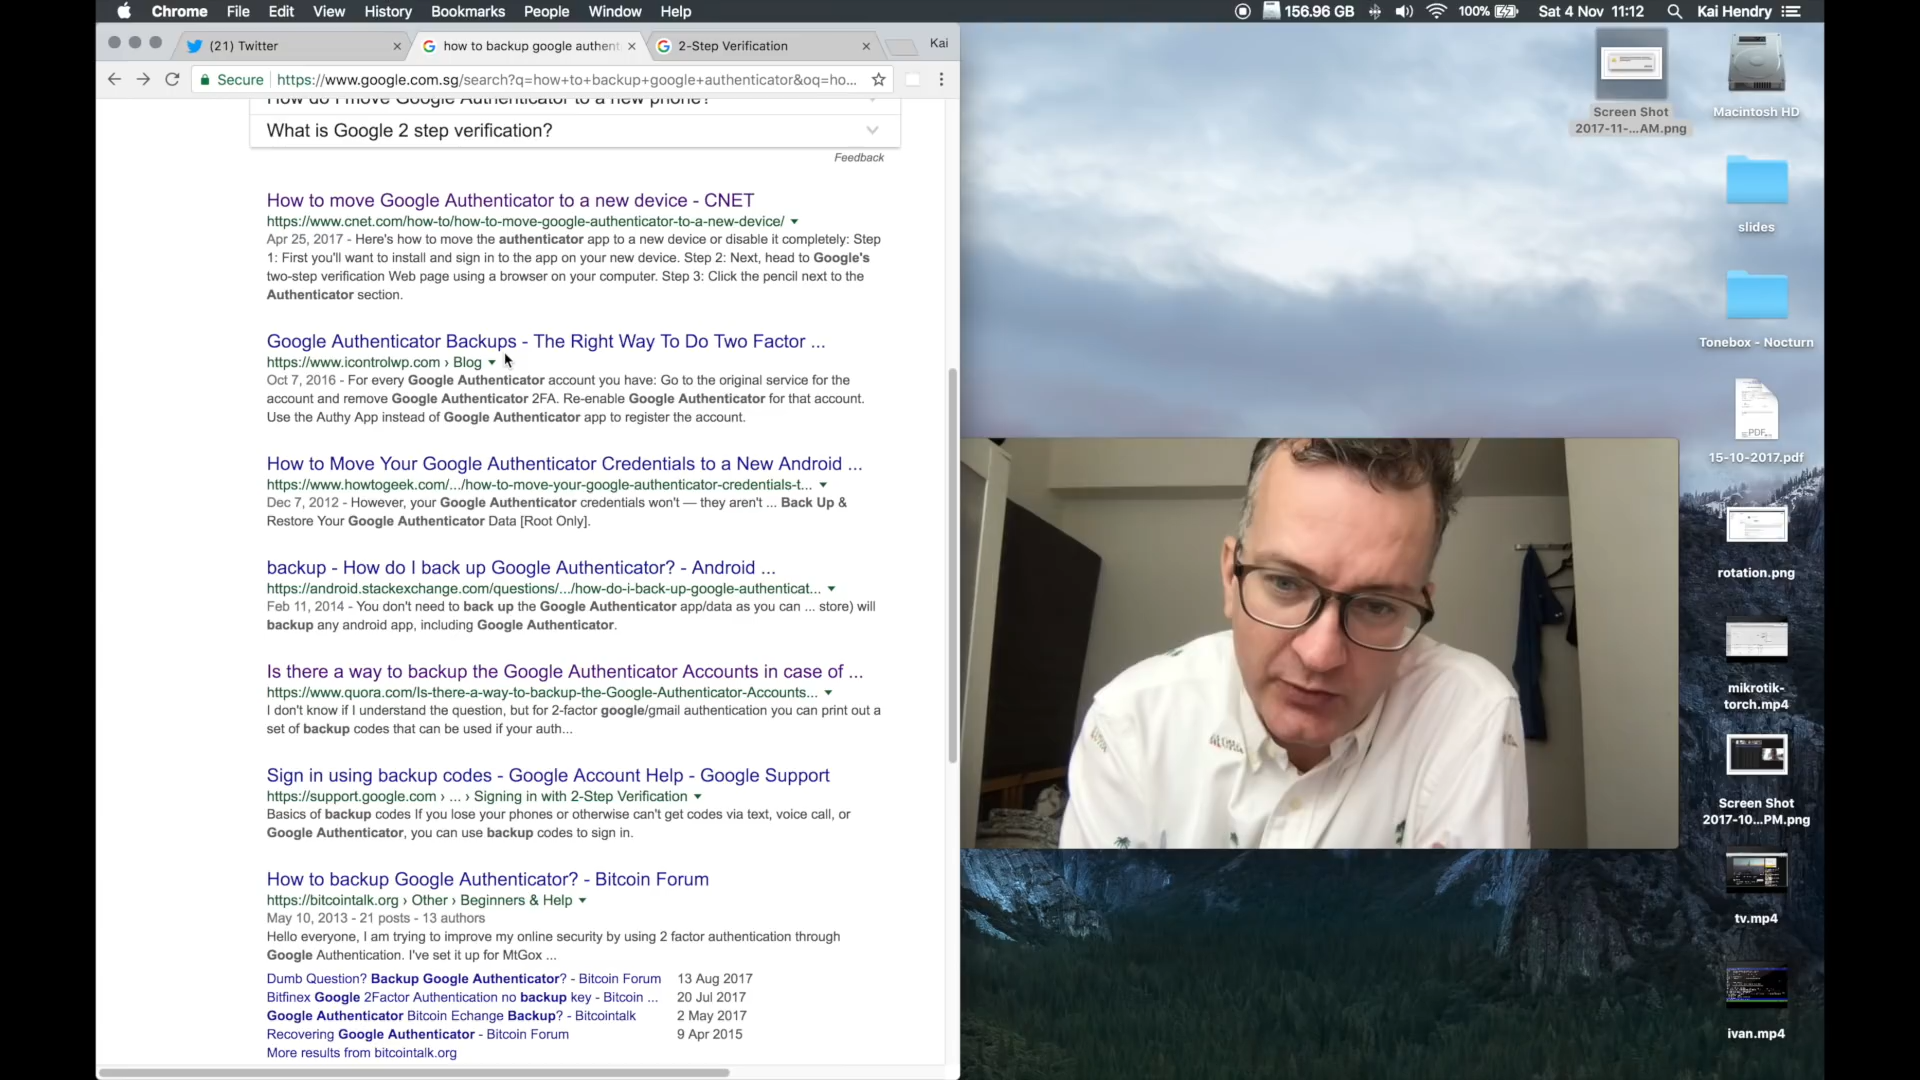 Chrome File Edit View History Bookmarks People Window Help
156.96 GB 100% Sat 4 Nov 11:12 Kai Hendry
(21) Twitter
how to backup google authent
2-Step Verification
Kai
Secure https://www.google.com.sg/search?q=how+to+backup+google+authenticator&oq=ho...
How do I move Google Authenticator to a new phone?
What is Google 2 step verification?
Feedback
How to move Google Authenticator to a new device - CNET
https://www.cnet.com/how-to/how-to-move-google-authenticator-to-a-new-device/
Apr 25, 2017 - Here's how to move the authenticator app to a new device or disable it completely: Step
1: First you'll want to install and sign in to the app on your new device. Step 2: Next, head to Google's
two-step verification Web page using a browser on your computer. Step 3: Click the pencil next to the
Authenticator section.
Google Authenticator Backups - The Right Way To Do Two Factor ...
https://www.icontrolwp.com › Blog
Oct 7, 2016 - For every Google Authenticator account you have: Go to the original service for the
account and remove Google Authenticator 2FA. Re-enable Google Authenticator for that account.
Use the Authy App instead of Google Authenticator app to register the account.
How to Move Your Google Authenticator Credentials to a New Android ...
https://www.howtogeek.com/.../how-to-move-your-google-authenticator-credentials-t...
Dec 7, 2012 - However, your Google Authenticator credentials won't — they aren't ... Back Up &
Restore Your Google Authenticator Data [Root Only].
backup - How do I back up Google Authenticator? - Android ...
https://android.stackexchange.com/questions/.../how-do-i-back-up-google-authenticat...
Feb 11, 2014 - You don't need to back up the Google Authenticator app/data as you can ... store) will
backup any android app, including Google Authenticator.
Is there a way to backup the Google Authenticator Accounts in case of ...
https://www.quora.com/Is-there-a-way-to-backup-the-Google-Authenticator-Accounts...
I don't know if I understand the question, but for 2-factor google/gmail authentication you can print out a
set of backup codes that can be used if your auth...
Sign in using backup codes - Google Account Help - Google Support
https://support.google.com › ... › Signing in with 2-Step Verification
Basics of backup codes If you lose your phones or otherwise can't get codes via text, voice call, or
Google Authenticator, you can use backup codes to sign in.
How to backup Google Authenticator? - Bitcoin Forum
https://bitcointalk.org › Other › Beginners & Help
May 10, 2013 - 21 posts - 13 authors
Hello everyone, I am trying to improve my online security by using 2 factor authentication through
Google Authentication. I've set it up for MtGox ...
Dumb Question? Backup Google Authenticator? - Bitcoin Forum 13 Aug 2017
Bitfinex Google 2Factor Authentication no backup key - Bitcoin ... 20 Jul 2017
Google Authenticator Bitcoin Echange Backup? - Bitcointalk 2 May 2017
Recovering Google Authenticator - Bitcoin Forum 9 Apr 2015
More results from bitcointalk.org
Screen Shot
2017-11-...AM.png
Macintosh HD
slides
Tonebox - Nocturn
PDF
15-10-2017.pdf
rotation.png
mikrotik-
torch.mp4
Screen Shot
2017-10...PM.png
tv.mp4
ivan.mp4